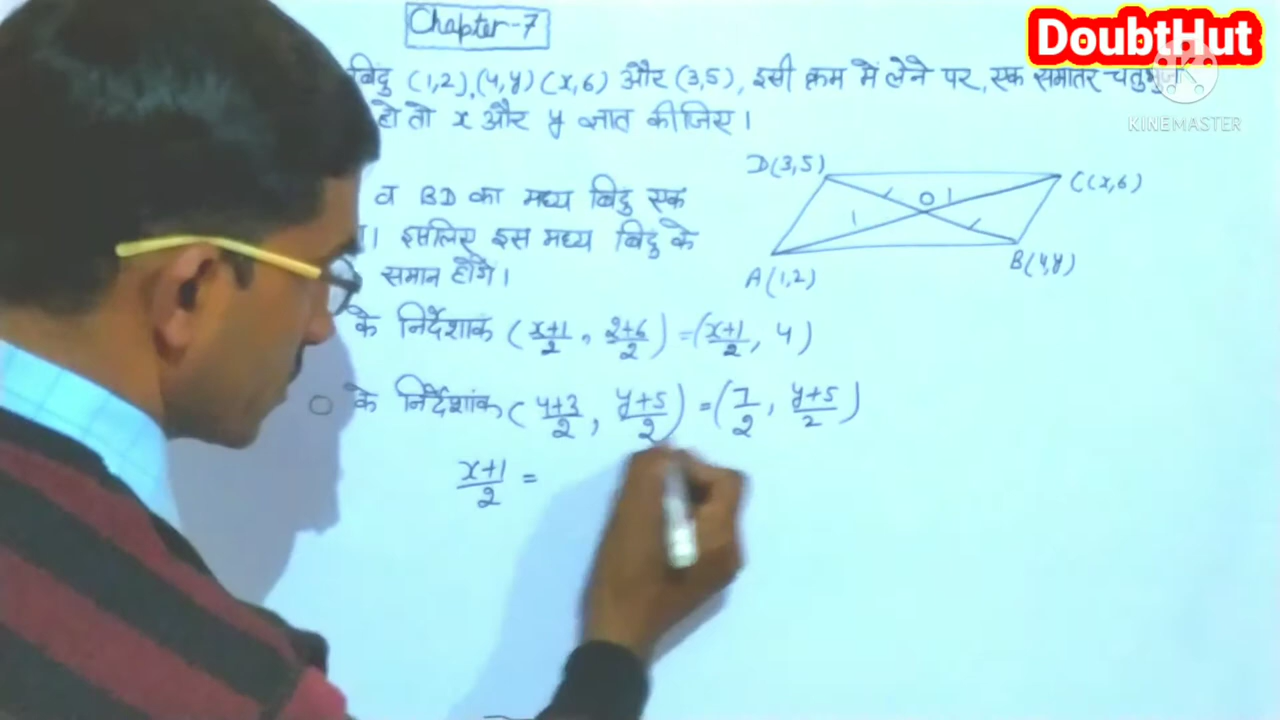 Chapter-7
DoubtHut
बिंदु (1,2), (4,y) (x,6) और (3,5), इसी क्रम में लेने पर, एक समांतर चतुर्भुज
हो तो x और y ज्ञात कीजिए।
KINEMASTER
D(3,5)
C(x,6)
O
A(1,2)
B(4,y)
व BD का मध्य बिंदु एक
इसलिए इस मध्य बिंदु के
समान होंगे।
के निर्देशांक (x+1/2, 2+6/2) = (x+1/2, 4)
O के निर्देशांक (4+3/2, y+5/2) = (7/2, y+5/2)
x+1/2 =